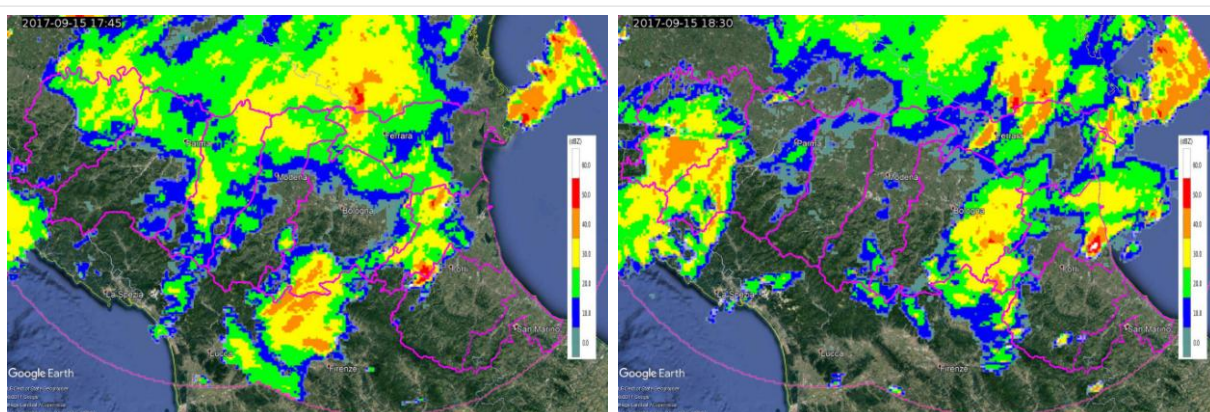 2017-09-15 17:45
Parma
Ferrara
Modena
Bologna
La Spezia
Lucca
Firenze
San Marino
(dBZ)
60.0
50.0
40.0
30.0
20.0
10.0
0.0
Google Earth
2017-09-15 18:30
Parma
Ferrara
Modena
Bologna
Lucca
Firenze
San Marino
(dBZ)
60.0
50.0
40.0
30.0
20.0
10.0
0.0
Google Earth